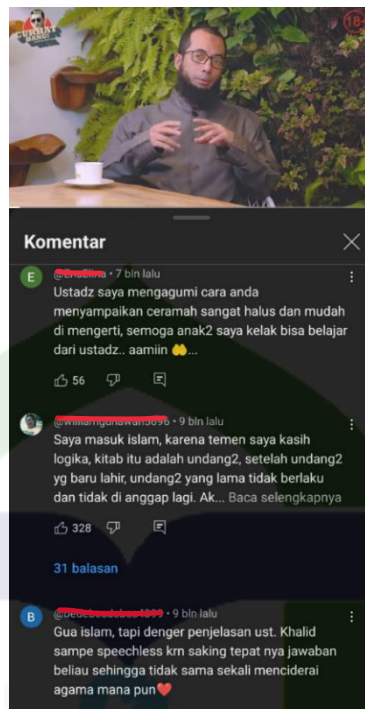 CURHAT
BANG!
18+
Komentar
E
• 7 bln lalu
Ustadz saya mengagumi cara anda
menyampaikan ceramah sangat halus dan mudah
di mengerti, semoga anak2 saya kelak bisa belajar
dari ustadz.. aamiin 🤲...
56
• 9 bln lalu
Saya masuk islam, karena temen saya kasih
logika, kitab itu adalah undang2, setelah undang2
yg baru lahir, undang2 yang lama tidak berlaku
dan tidak di anggap lagi. Ak... Baca selengkapnya
328
31 balasan
B
• 9 bln lalu
Gua islam, tapi denger penjelasan ust. Khalid
sampe speechless krn saking tepat nya jawaban
beliau sehingga tidak sama sekali menciderai
agama mana pun❤️